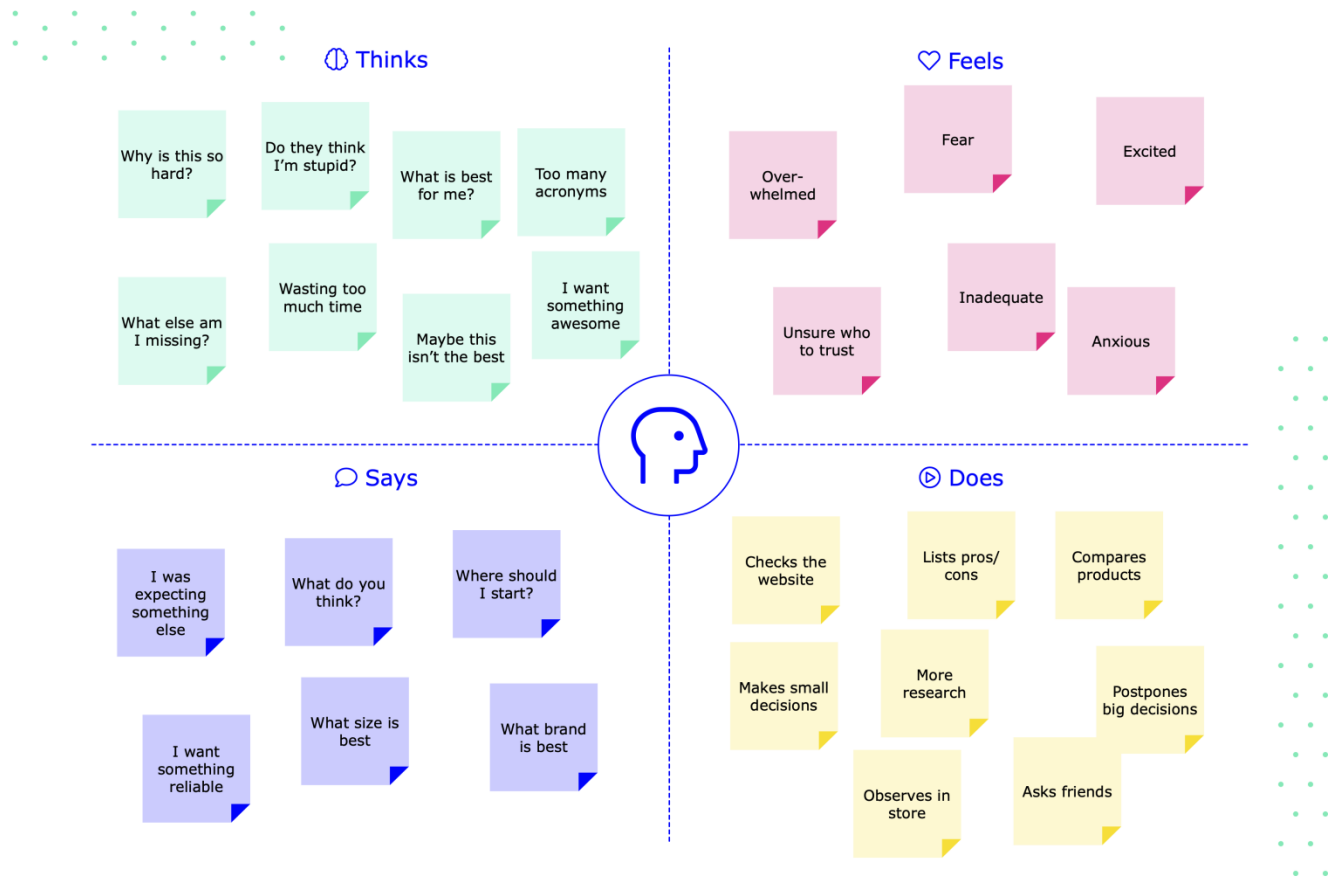 Thinks
Why is this so
hard?
Do they think
I’m stupid?
What is best
for me?
Too many
acronyms
What else am
I missing?
Wasting too
much time
Maybe this
isn’t the best
I want
something
awesome
Feels
Over-
whelmed
Fear
Excited
Unsure who
to trust
Inadequate
Anxious
Says
I was
expecting
something
else
What do you
think?
Where should
I start?
I want
something
reliable
What size is
best
What brand
is best
Does
Checks the
website
Lists pros/
cons
Compares
products
Makes small
decisions
More
research
Postpones
big decisions
Observes in
store
Asks friends